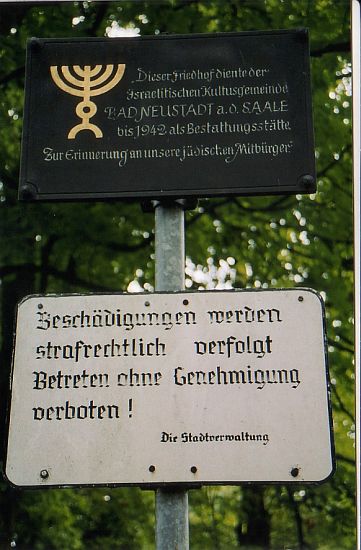 Dieser Friedhof diente der
Israelitischen Kultusgemeinde
BAD NEUSTADT a.d. SAALE
bis 1942 als Bestattungsstätte
Zur Erinnerung an unsere jüdischen Mitbürger
Beschädigungen werden
strafrechtlich verfolgt
Betreten ohne Genehmigung
verboten !
Die Stadtverwaltung